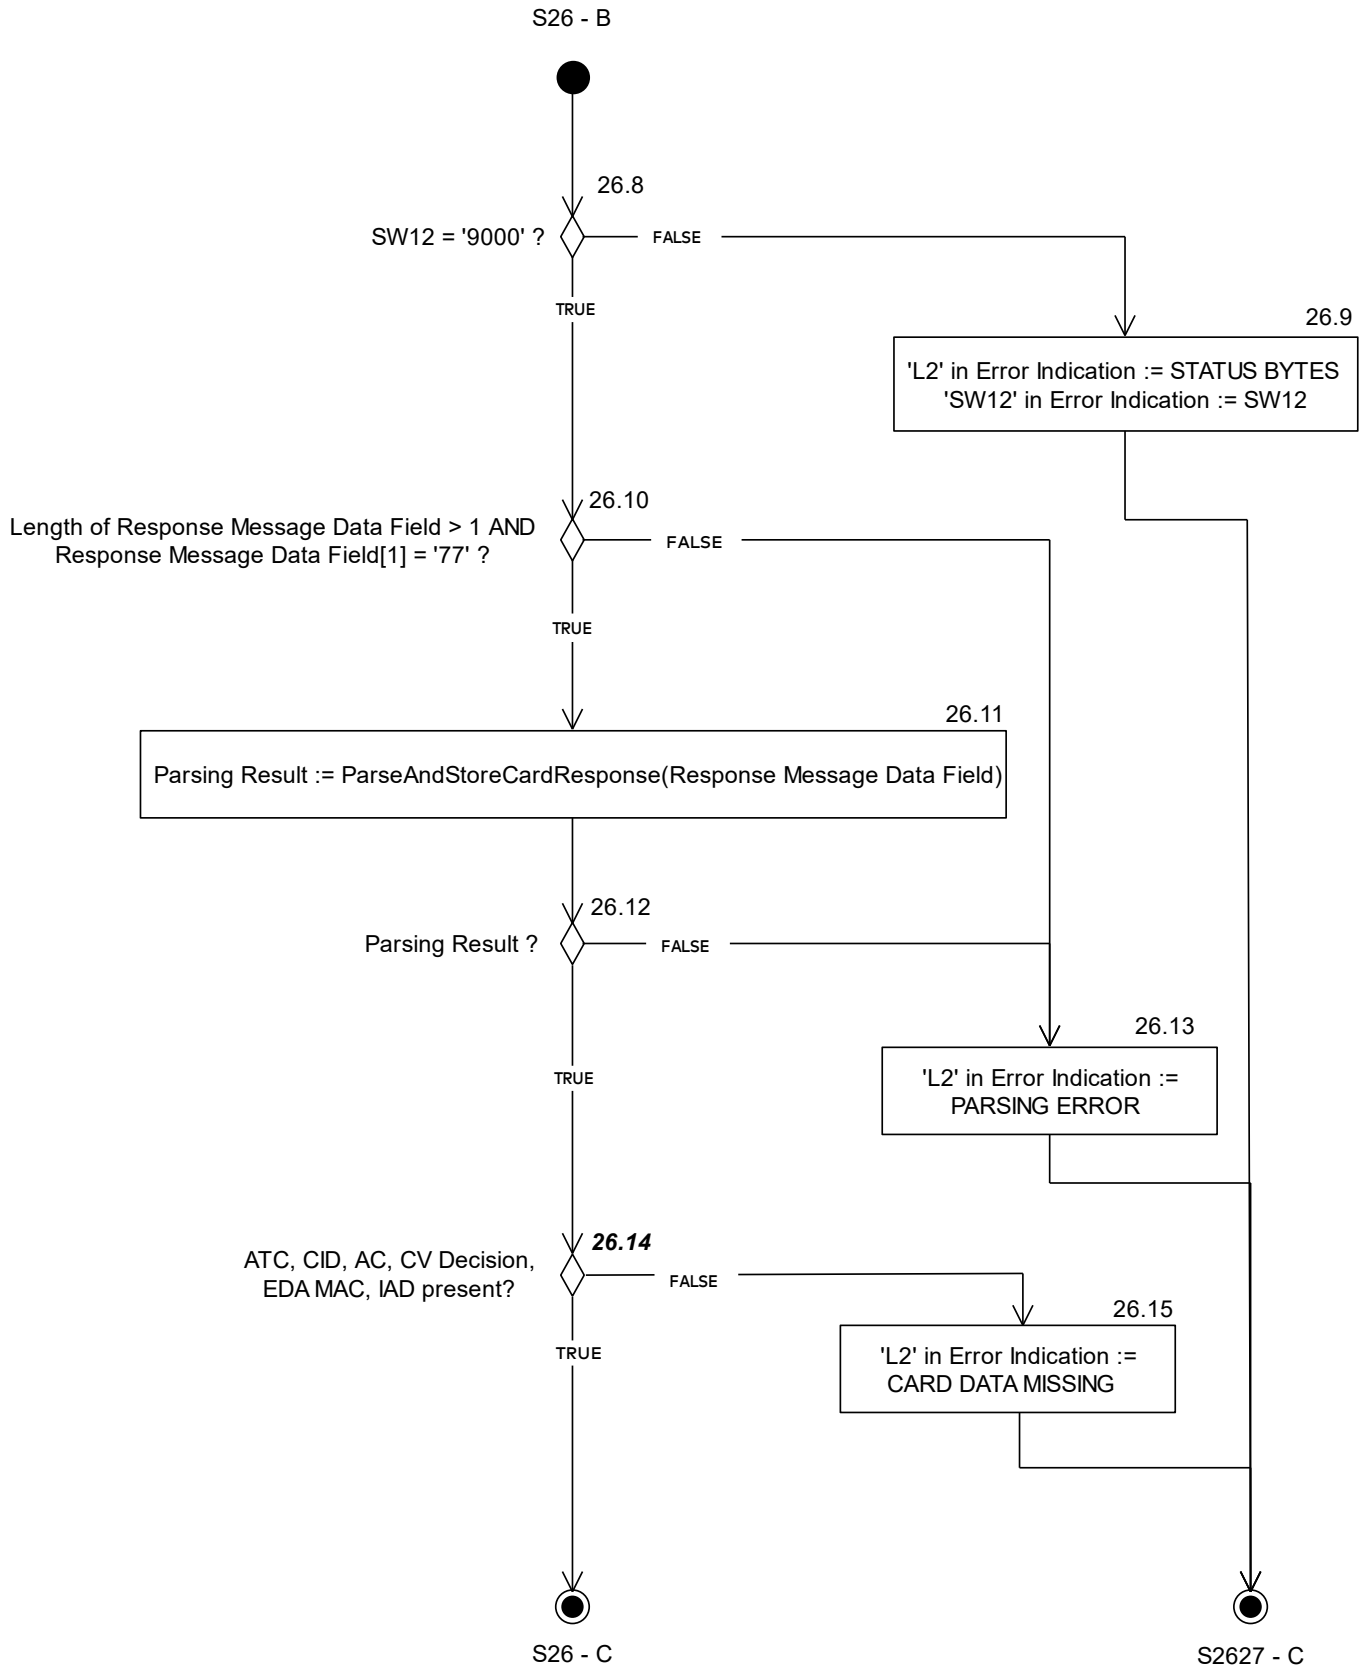 S26 - B
26.8
SW12 = '9000' ?
FALSE
TRUE
26.9
'L2' in Error Indication := STATUS BYTES
'SW12' in Error Indication := SW12
26.10
Length of Response Message Data Field > 1 AND
Response Message Data Field[1] = '77' ?
FALSE
TRUE
26.11
Parsing Result := ParseAndStoreCardResponse(Response Message Data Field)
26.12
Parsing Result ?
FALSE
TRUE
26.13
'L2' in Error Indication :=
PARSING ERROR
26.14
ATC, CID, AC, CV Decision,
EDA MAC, IAD present?
FALSE
TRUE
26.15
'L2' in Error Indication :=
CARD DATA MISSING
S26 - C
S2627 - C